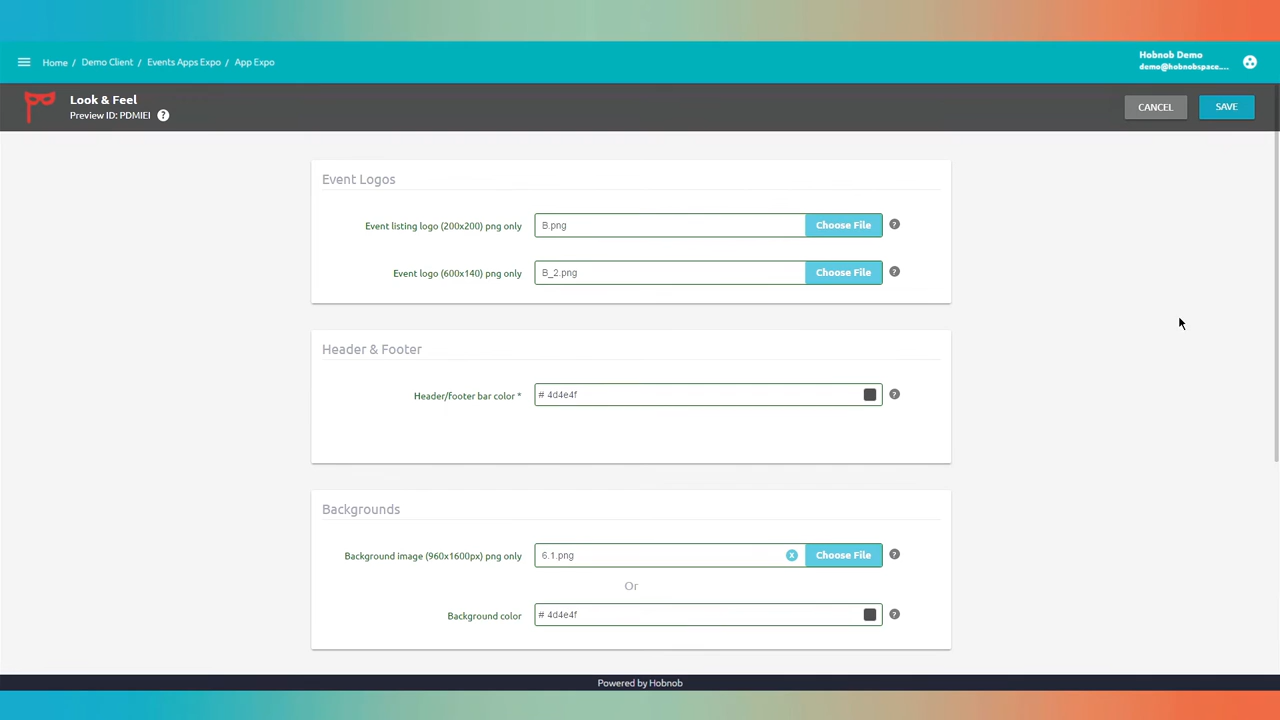 Home / Demo Client / Events Apps Expo / App Expo
Hobnob Demo
demo@hobnobspace....
Look & Feel
Preview ID: PDMIEI ?
CANCEL
SAVE
Event Logos
Event listing logo (200x200) png only B.png Choose File ?
Event logo (600x140) png only B_2.png Choose File ?
Header & Footer
Header/footer bar color * # 4d4e4f ?
Backgrounds
Background image (960x1600px) png only 6.1.png X Choose File ?
Or
Background color # 4d4e4f ?
Powered by Hobnob